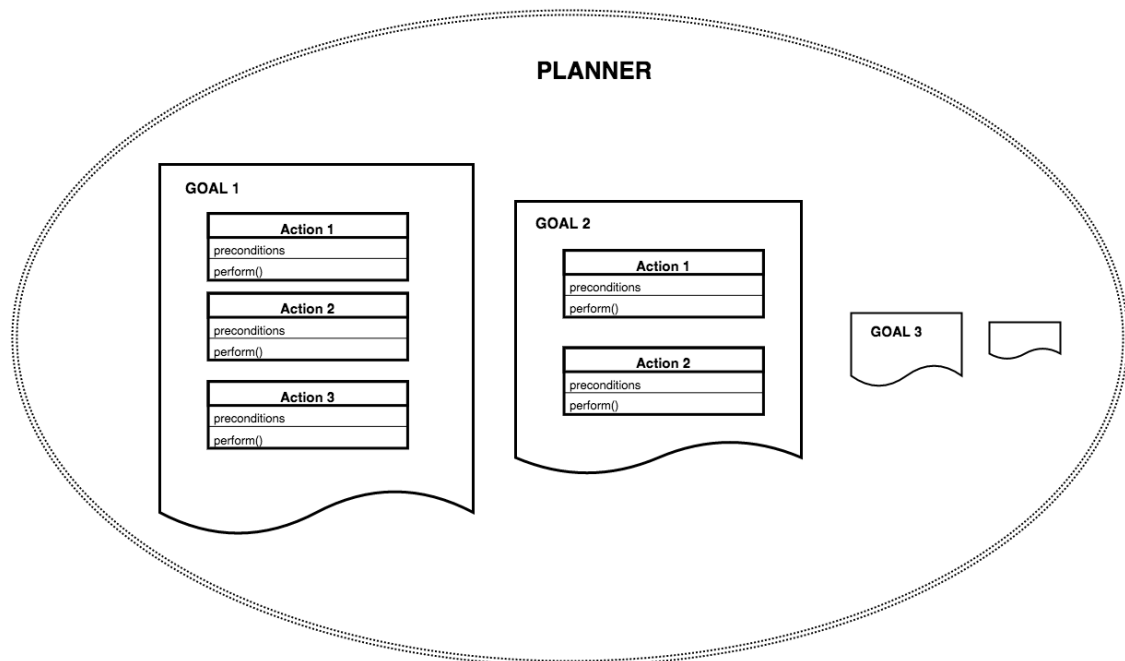 PLANNER
GOAL 1
Action 1
preconditions
perform()
Action 2
preconditions
perform()
Action 3
preconditions
perform()
GOAL 2
Action 1
preconditions
perform()
Action 2
preconditions
perform()
GOAL 3